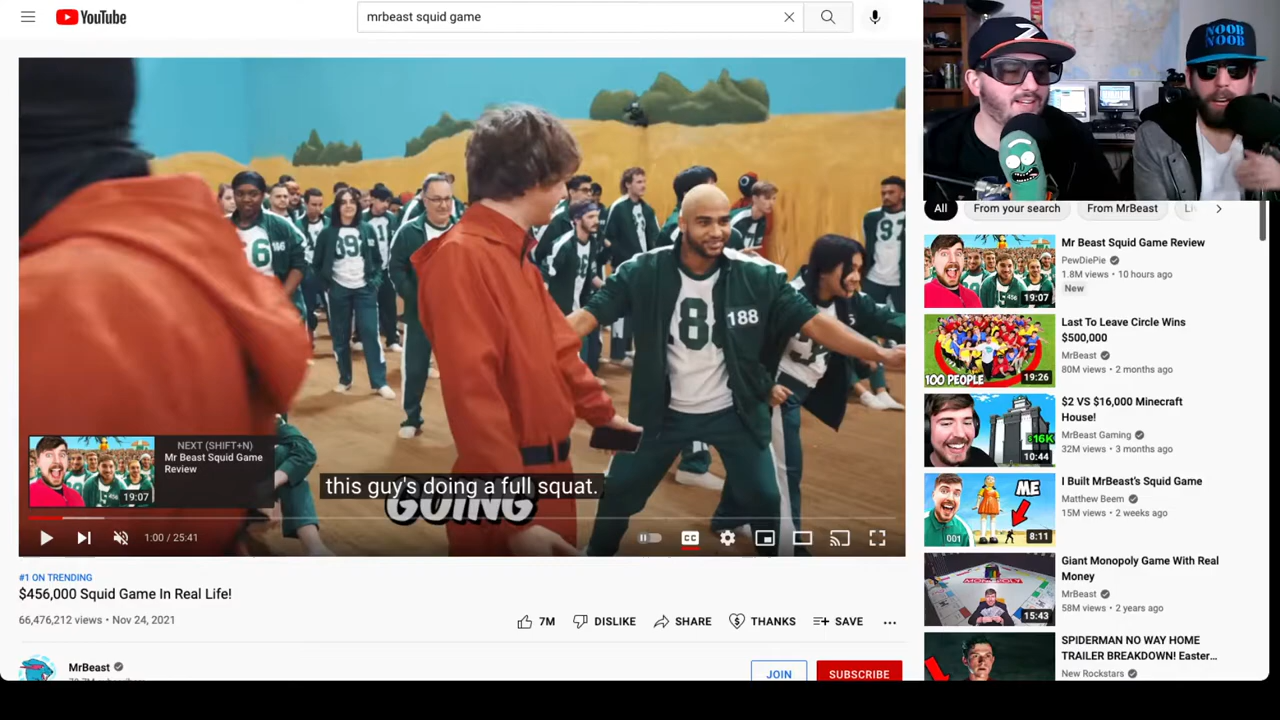 YouTube
mrbeast squid game
NOOB
NOOB
186
188
NEXT (SHIFT+N)
Mr Beast Squid Game
Review
19:07
this guy's doing a full squat.
GOING
1:00 / 25:41
CC
#1 ON TRENDING
$456,000 Squid Game In Real Life!
66,476,212 views • Nov 24, 2021
7M
DISLIKE
SHARE
THANKS
SAVE
MrBeast
JOIN
SUBSCRIBE
All
From your search
From MrBeast
Mr Beast Squid Game Review
PewDiePie
1.8M views • 10 hours ago
New
19:07
Last To Leave Circle Wins
$500,000
MrBeast
80M views • 2 months ago
100 PEOPLE
19:26
$2 VS $16,000 Minecraft
House!
MrBeast Gaming
32M views • 3 months ago
$16K
10:44
I Built MrBeast's Squid Game
Matthew Beem
15M views • 2 weeks ago
ME
001
8:11
Giant Monopoly Game With Real
Money
MrBeast
58M views • 2 years ago
15:43
SPIDERMAN NO WAY HOME
TRAILER BREAKDOWN! Easter...
New Rockstars